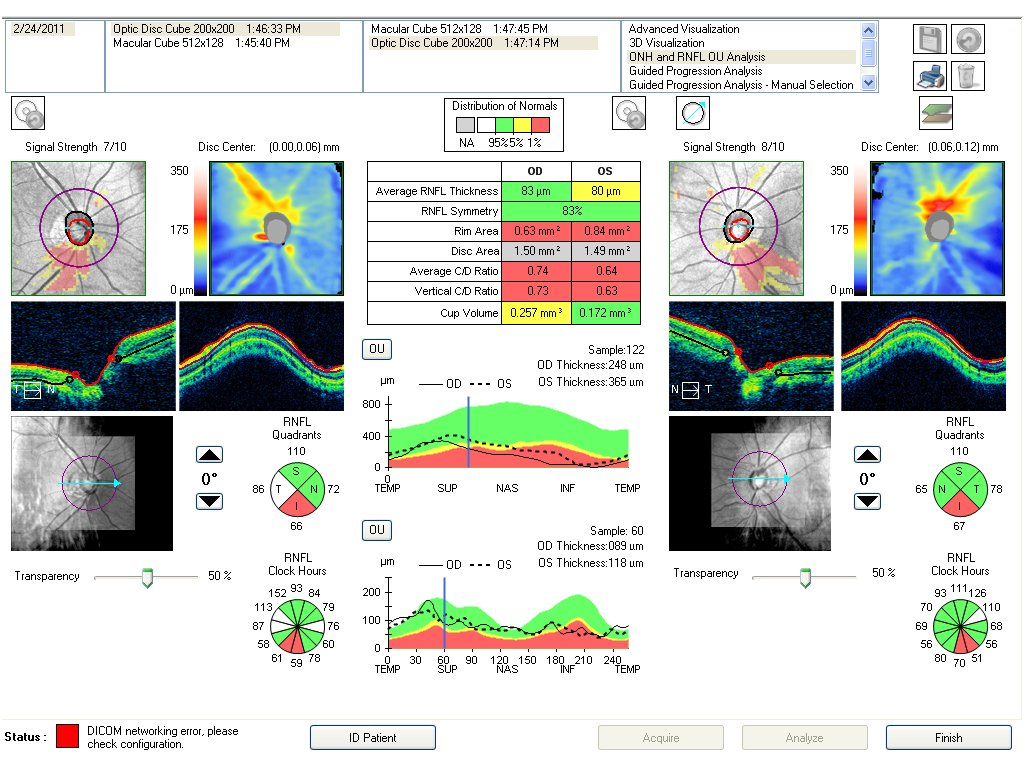 2/24/2011
Optic Disc Cube 200x200 1:46:33 PM
Macular Cube 512x128 1:45:40 PM
Macular Cube 512x128 1:47:45 PM
Optic Disc Cube 200x200 1:47:14 PM
Advanced Visualization
3D Visualization
ONH and RNFL OU Analysis
Guided Progression Analysis
Guided Progression Analysis - Manual Selection
Distribution of Normals
NA 95% 5% 1%
Signal Strength 7/10
Disc Center: (0.00,0.06) mm
350
175
0 µm
OD OS
Average RNFL Thickness 83 µm 80 µm
RNFL Symmetry 83%
Rim Area 0.63 mm² 0.84 mm²
Disc Area 1.50 mm² 1.49 mm²
Average C/D Ratio 0.74 0.64
Vertical C/D Ratio 0.73 0.63
Cup Volume 0.257 mm³ 0.172 mm³
Signal Strength 8/10
Disc Center: (0.06,0.12) mm
350
175
0 µm
T N
N T
OU
Sample:122
OD Thickness:248 um
OS Thickness:365 um
µm
OD OS
800
400
0
0
TEMP SUP NAS INF TEMP
RNFL
Quadrants
110
86 T S N I 72
66
0°
RNFL
Quadrants
110
65 N S T I 78
67
0°
OU
Sample: 60
OD Thickness:089 um
OS Thickness:118 um
µm
OD OS
200
100
0
0 30 60 90 120 150 180 210 240
TEMP SUP NAS INF TEMP
Transparency 50 %
RNFL
Clock Hours
152 93 84
113 79
87 76
58 60
61 59 78
Transparency 50 %
RNFL
Clock Hours
93 111 126
70 110
69 68
56 56
80 70 51
Status :
DICOM networking error, please
check configuration.
ID Patient
Acquire
Analyze
Finish